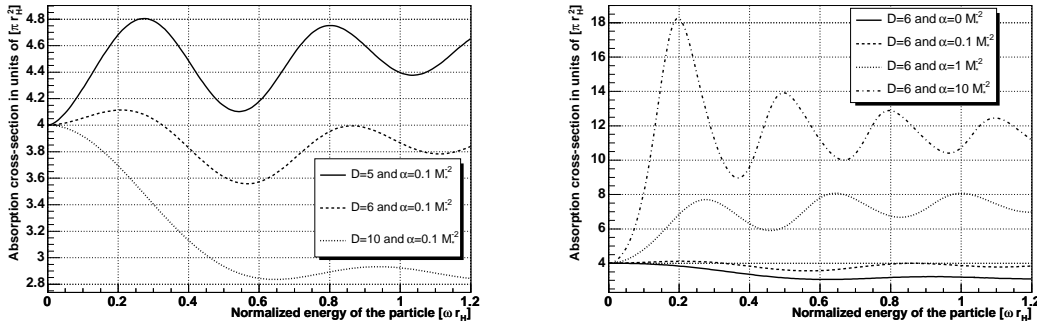 Absorption cross-section in units of [π r_H^2]
4.8
4.6
4.4
4.2
4
3.8
3.6
3.4
3.2
3
2.8
D=5 and α=0.1 M_*^-2
D=6 and α=0.1 M_*^-2
D=10 and α=0.1 M_*^-2
0 0.2 0.4 0.6 0.8 1 1.2
Normalized energy of the particle [ω r_H]
Absorption cross-section in units of [π r_H^2]
18
16
14
12
10
8
6
4
D=6 and α=0 M_*^-2
D=6 and α=0.1 M_*^-2
D=6 and α=1 M_*^-2
D=6 and α=10 M_*^-2
0 0.2 0.4 0.6 0.8 1 1.2
Normalized energy of the particle [ω r_H]